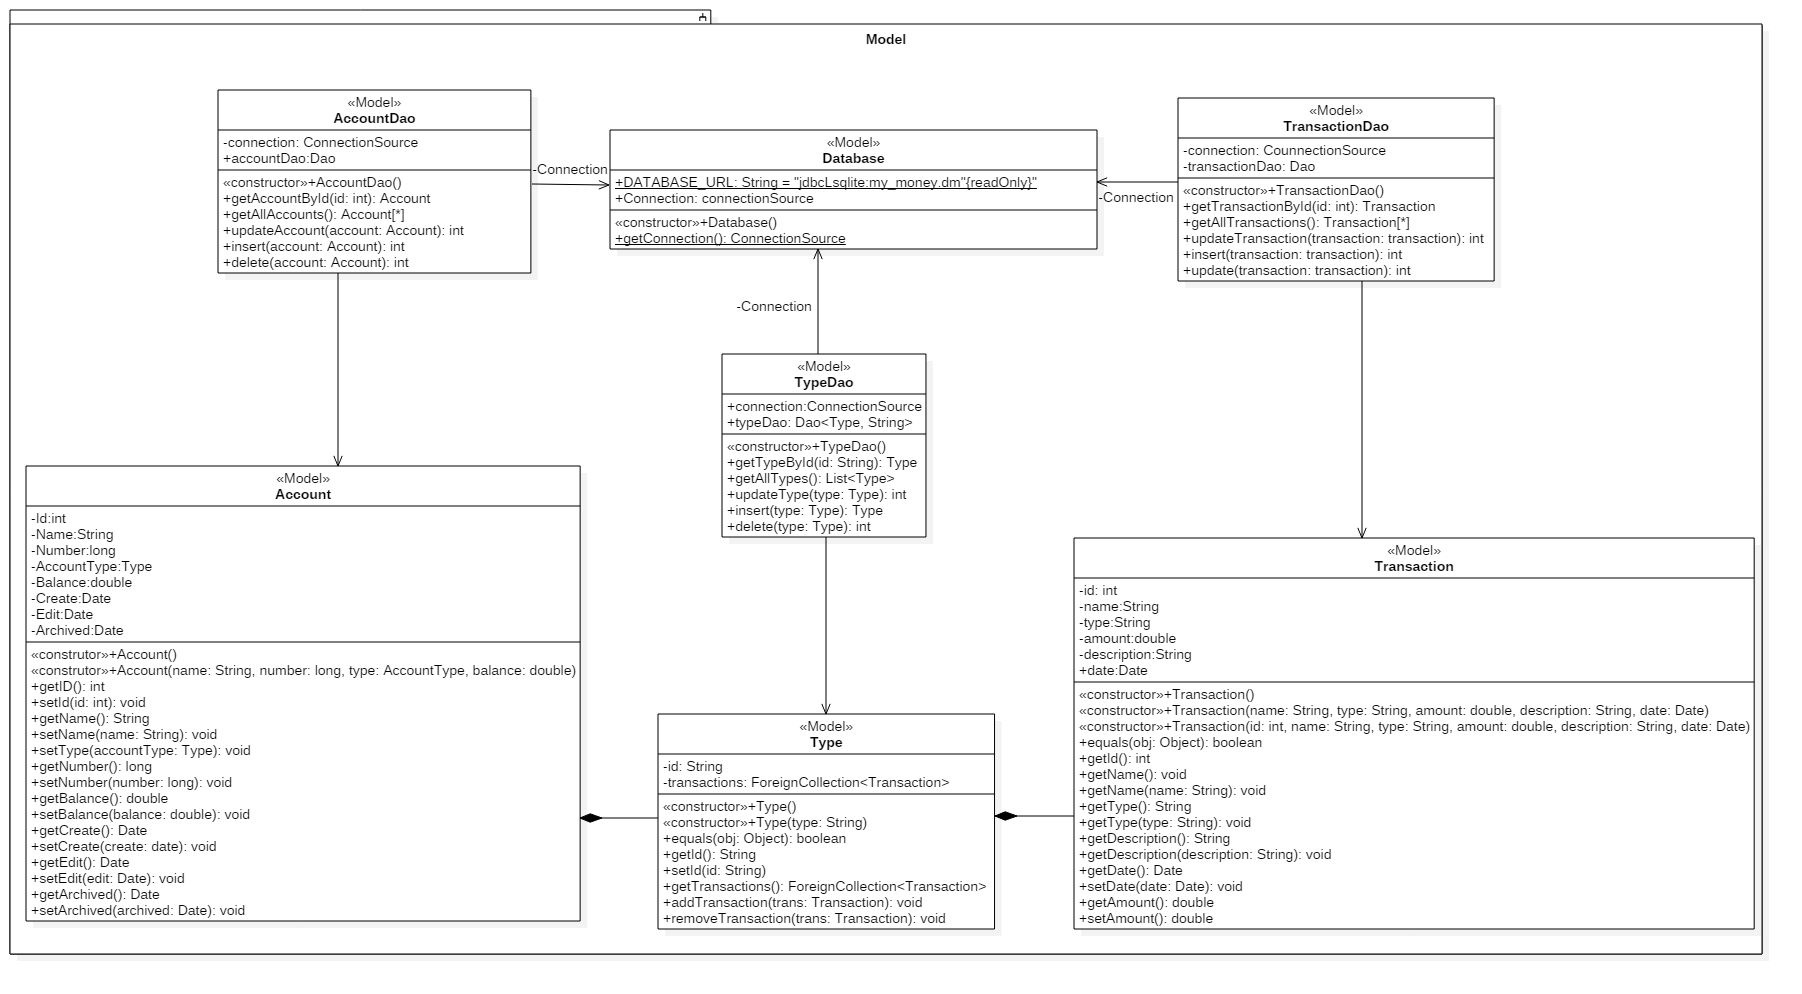 Model
«Model»
AccountDao
-connection: ConnectionSource
+accountDao:Dao
«constructor»+AccountDao()
+getAccountById(id: int): Account
+getAllAccounts(): Account[*]
+updateAccount(account: Account): int
+insert(account: Account): int
+delete(account: Account): int
-Connection
«Model»
Database
+DATABASE_URL: String = "jdbcLsqlite:my_money.dm"{readOnly}"
+Connection: connectionSource
«constructor»+Database()
+getConnection(): ConnectionSource
-Connection
«Model»
TransactionDao
-connection: CounnectionSource
-transactionDao: Dao
«constructor»+TransactionDao()
+getTransactionById(id: int): Transaction
+getAllTransactions(): Transaction[*]
+updateTransaction(transaction: transaction): int
+insert(transaction: transaction): int
+update(transaction: transaction): int
-Connection
«Model»
TypeDao
+connection:ConnectionSource
+typeDao: Dao<Type, String>
«constructor»+TypeDao()
+getTypeById(id: String): Type
+getAllTypes(): List<Type>
+updateType(type: Type): int
+insert(type: Type): Type
+delete(type: Type): int
«Model»
Account
-Id:int
-Name:String
-Number:long
-AccountType:Type
-Balance:double
-Create:Date
-Edit:Date
-Archived:Date
«construtor»+Account()
«construtor»+Account(name: String, number: long, type: AccountType, balance: double)
+getID(): int
+setId(id: int): void
+getName(): String
+setName(name: String): void
+setType(accountType: Type): void
+getNumber(): long
+setNumber(number: long): void
+getBalance(): double
+setBalance(balance: double): void
+getCreate(): Date
+setCreate(create: date): void
+getEdit(): Date
+setEdit(edit: Date): void
+getArchived(): Date
+setArchived(archived: Date): void
«Model»
Type
-id: String
-transactions: ForeignCollection<Transaction>
«constructor»+Type()
«constructor»+Type(type: String)
+equals(obj: Object): boolean
+getId(): String
+setId(id: String)
+getTransactions(): ForeignCollection<Transaction>
+addTransaction(trans: Transaction): void
+removeTransaction(trans: Transaction): void
«Model»
Transaction
-id: int
-name:String
-type:String
-amount:double
-description:String
+date:Date
«constructor»+Transaction()
«constructor»+Transaction(name: String, type: String, amount: double, description: String, date: Date)
«constructor»+Transaction(id: int, name: String, type: String, amount: double, description: String, date: Date)
+equals(obj: Object): boolean
+getId(): int
+getName(): void
+getName(name: String): void
+getType(): String
+getType(type: String): void
+getDescription(): String
+getDescription(description: String): void
+getDate(): Date
+setDate(date: Date): void
+getAmount(): double
+setAmount(): double